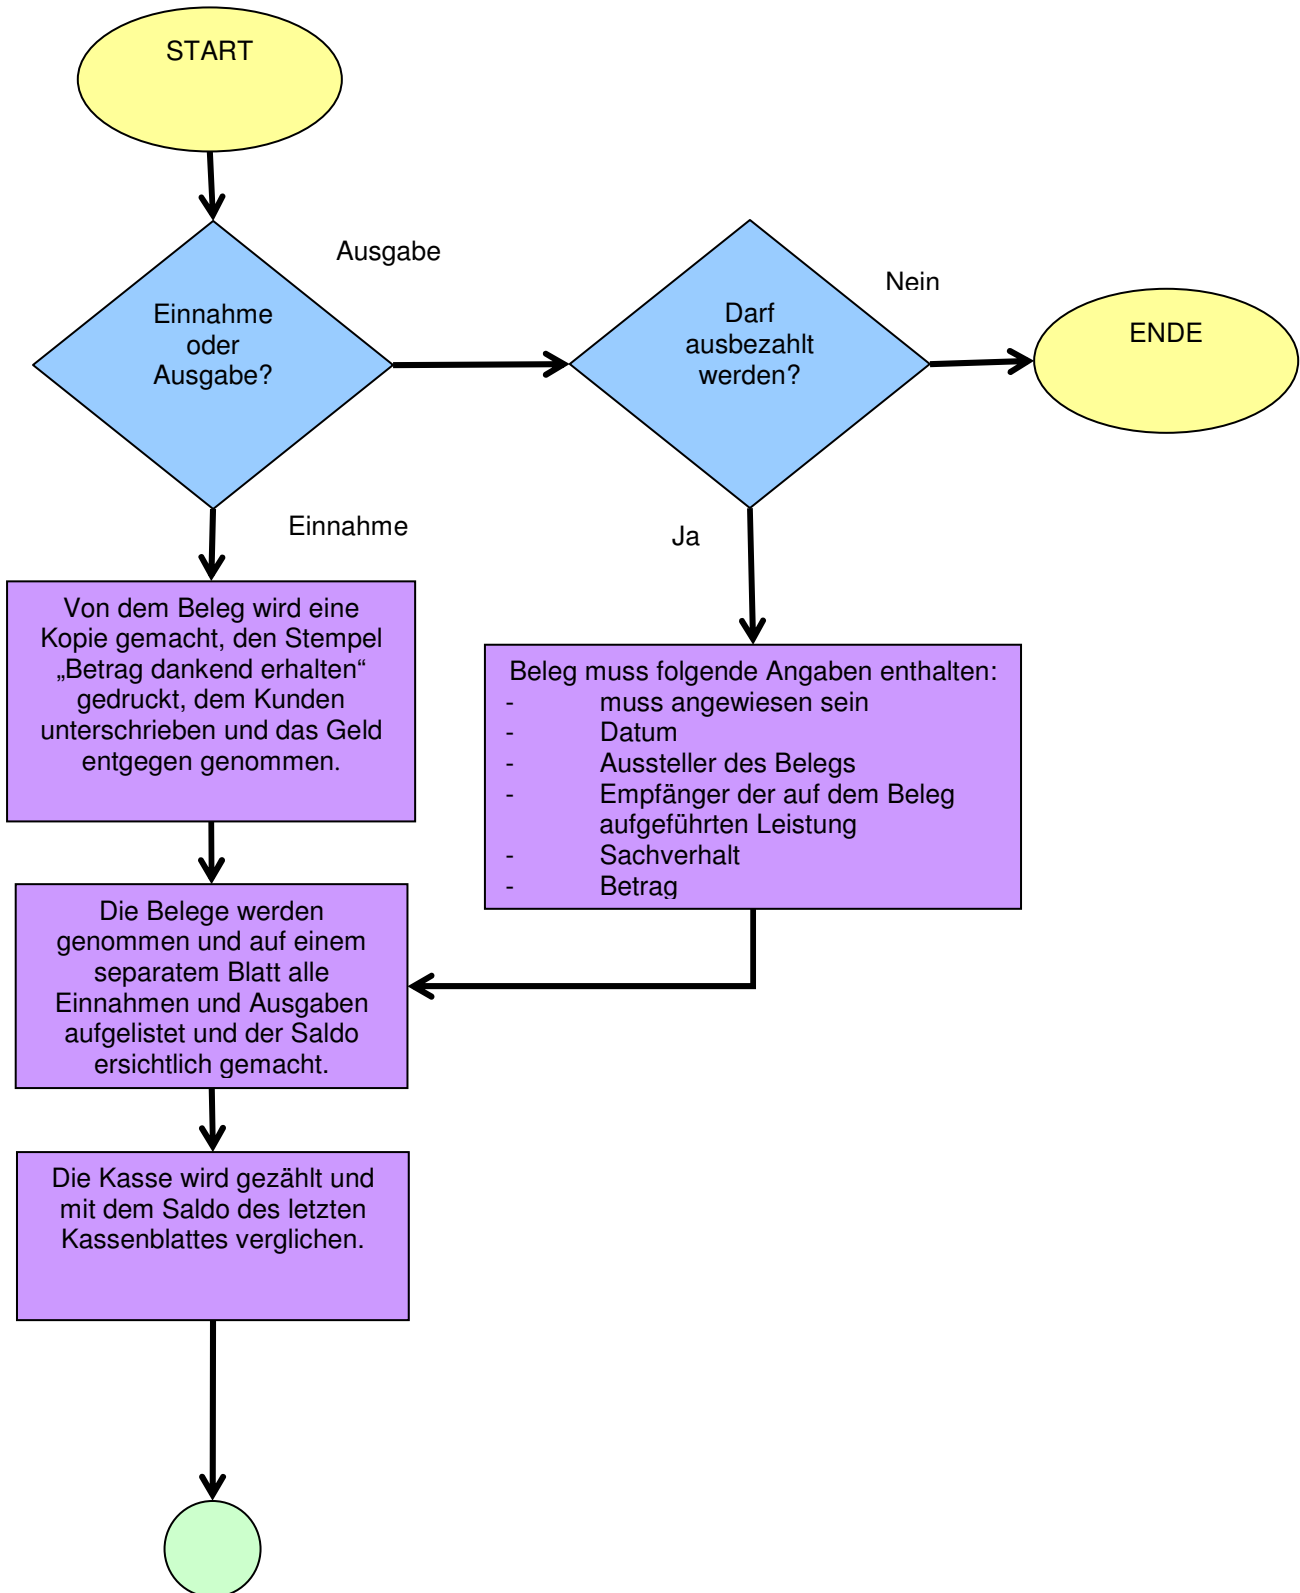 START
Ausgabe
Einnahme
oder
Ausgabe?
Darf
ausbezahlt
werden?
Nein
ENDE
Einnahme
Ja
Von dem Beleg wird eine
Kopie gemacht, den Stempel
„Betrag dankend erhalten“
gedruckt, dem Kunden
unterschrieben und das Geld
entgegen genommen.
Beleg muss folgende Angaben enthalten:
- muss angewiesen sein
- Datum
- Aussteller des Belegs
- Empfänger der auf dem Beleg
aufgeführten Leistung
- Sachverhalt
- Betrag
Die Belege werden
genommen und auf einem
separatem Blatt alle
Einnahmen und Ausgaben
aufgelistet und der Saldo
ersichtlich gemacht.
Die Kasse wird gezählt und
mit dem Saldo des letzten
Kassenblattes verglichen.